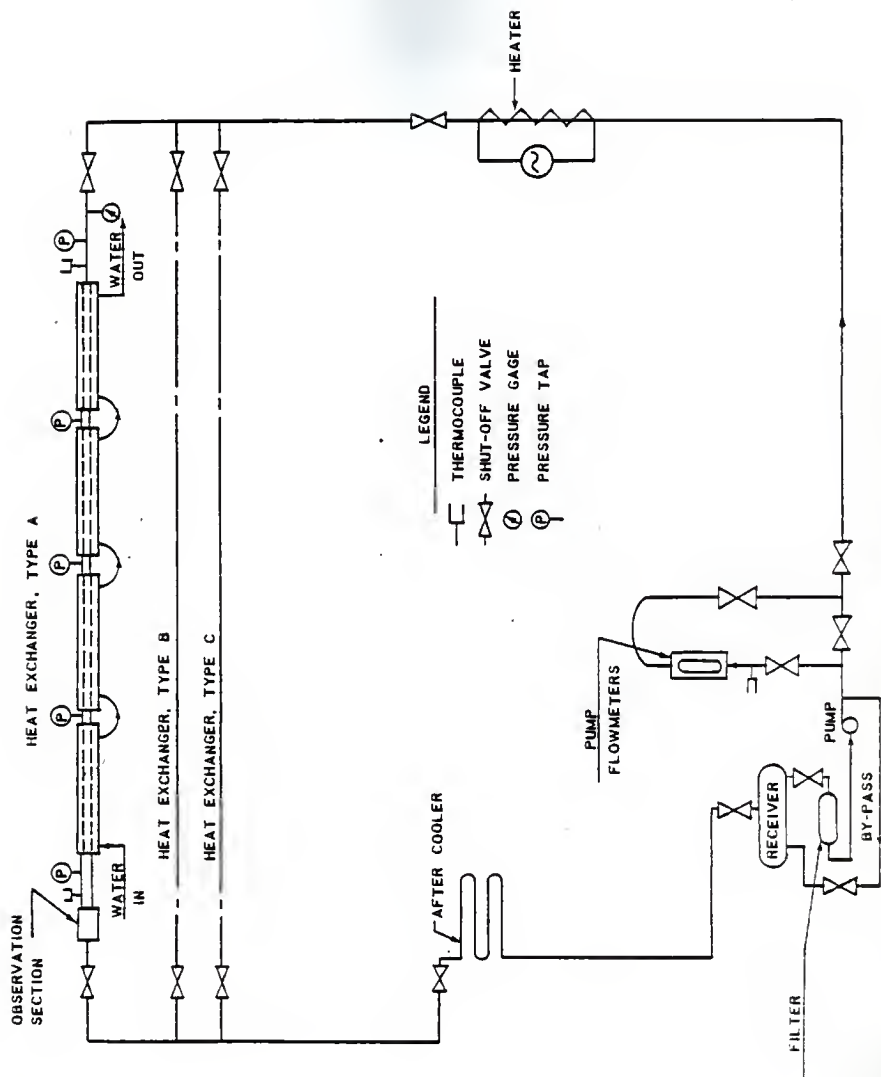 HEAT EXCHANGER, TYPE A
OBSERVATION
SECTION
P
P
P
P
P
WATER
IN
WATER
OUT
HEAT EXCHANGER, TYPE B
HEAT EXCHANGER, TYPE C
HEATER
LEGEND
THERMOCOUPLE
SHUT-OFF VALVE
PRESSURE GAGE
P
PRESSURE TAP
AFTER COOLER
PUMP
FLOWMETERS
PUMP
RECEIVER
BY-PASS
FILTER